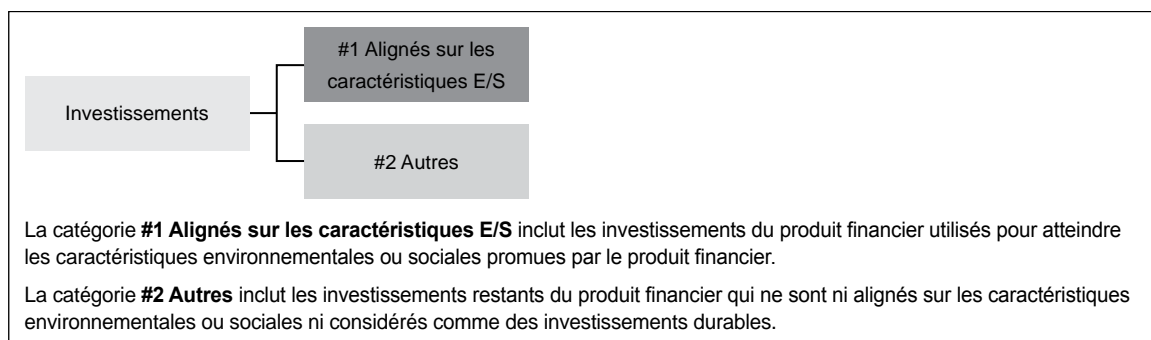 #1 Alignés sur les
caractéristiques E/S
Investissements
#2 Autres
La catégorie #1 Alignés sur les caractéristiques E/S inclut les investissements du produit financier utilisés pour atteindre
les caractéristiques environnementales ou sociales promues par le produit financier.
La catégorie #2 Autres inclut les investissements restants du produit financier qui ne sont ni alignés sur les caractéristiques
environnementales ou sociales ni considérés comme des investissements durables.